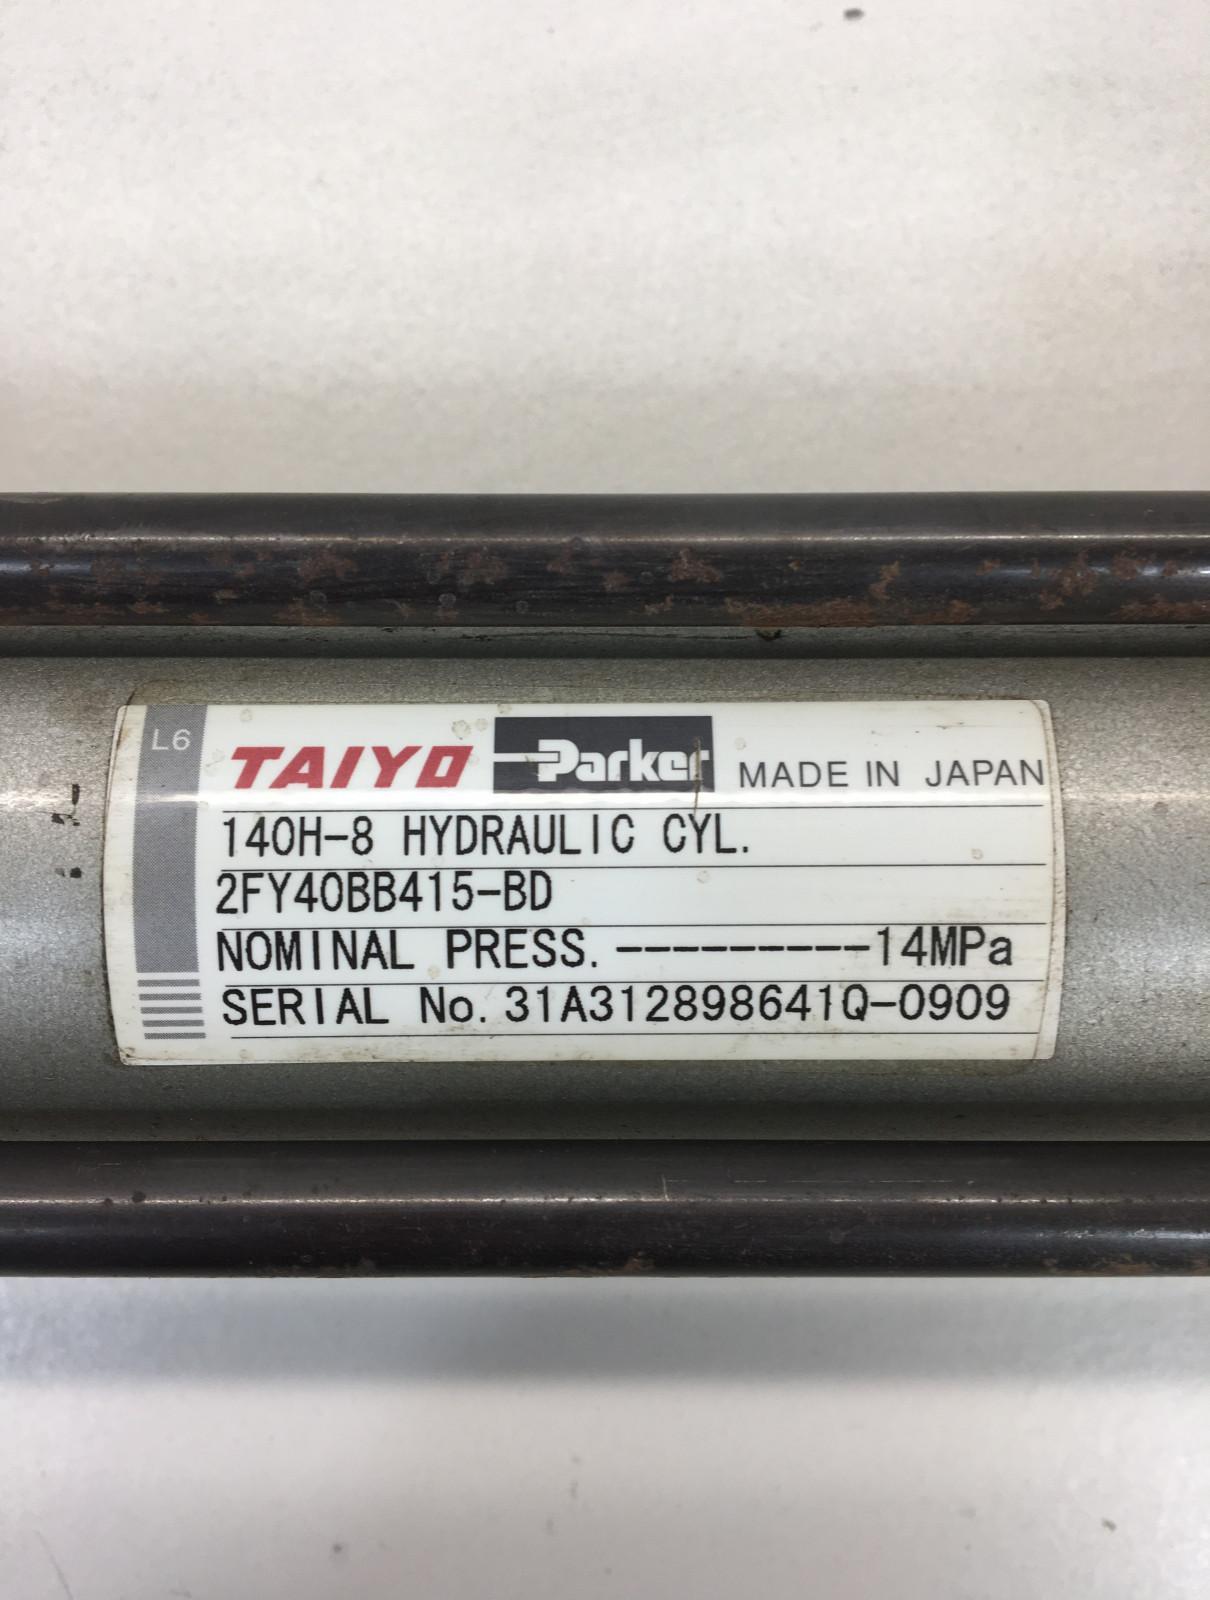 L6
TAIYO Parker MADE IN JAPAN
140H-8 HYDRAULIC CYL.
2FY40BB415-BD
NOMINAL PRESS. ----------14MPa
SERIAL No. 31A312898641Q-0909